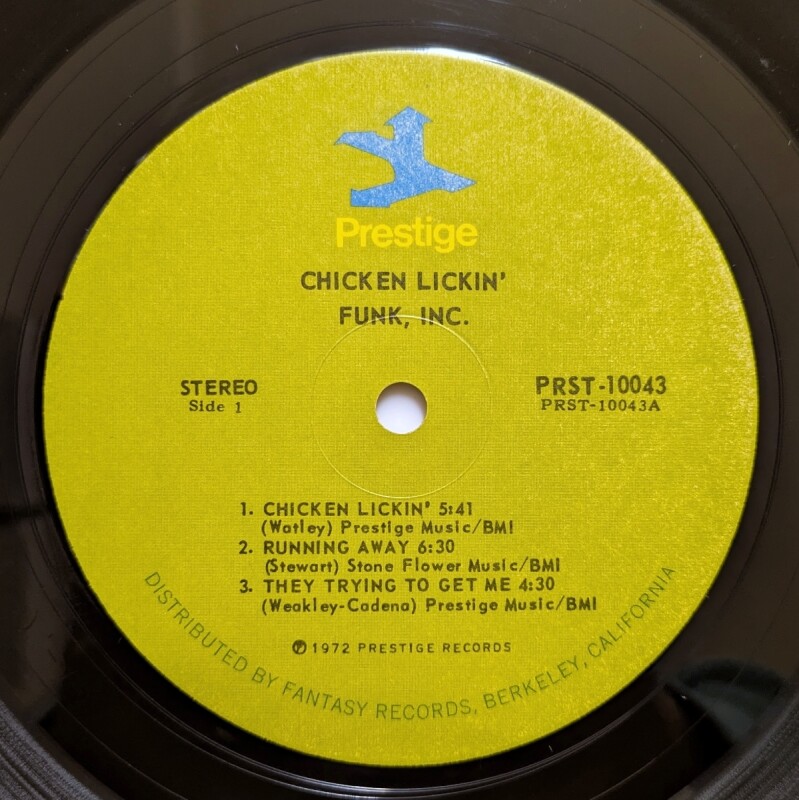 Prestige
CHICKEN LICKIN'
FUNK, INC.
STEREO
Side 1
PRST-10043
PRST-10043A
1. CHICKEN LICKIN' 5:41
(Watley) Prestige Music/BMI
2. RUNNING AWAY 6:30
(Stewart) Stone Flower Music/BMI
3. THEY TRYING TO GET ME 4:30
(Weakley-Cadena) Prestige Music/BMI
℗ 1972 PRESTIGE RECORDS
DISTRIBUTED BY FANTASY RECORDS, BERKELEY, CALIFORNIA